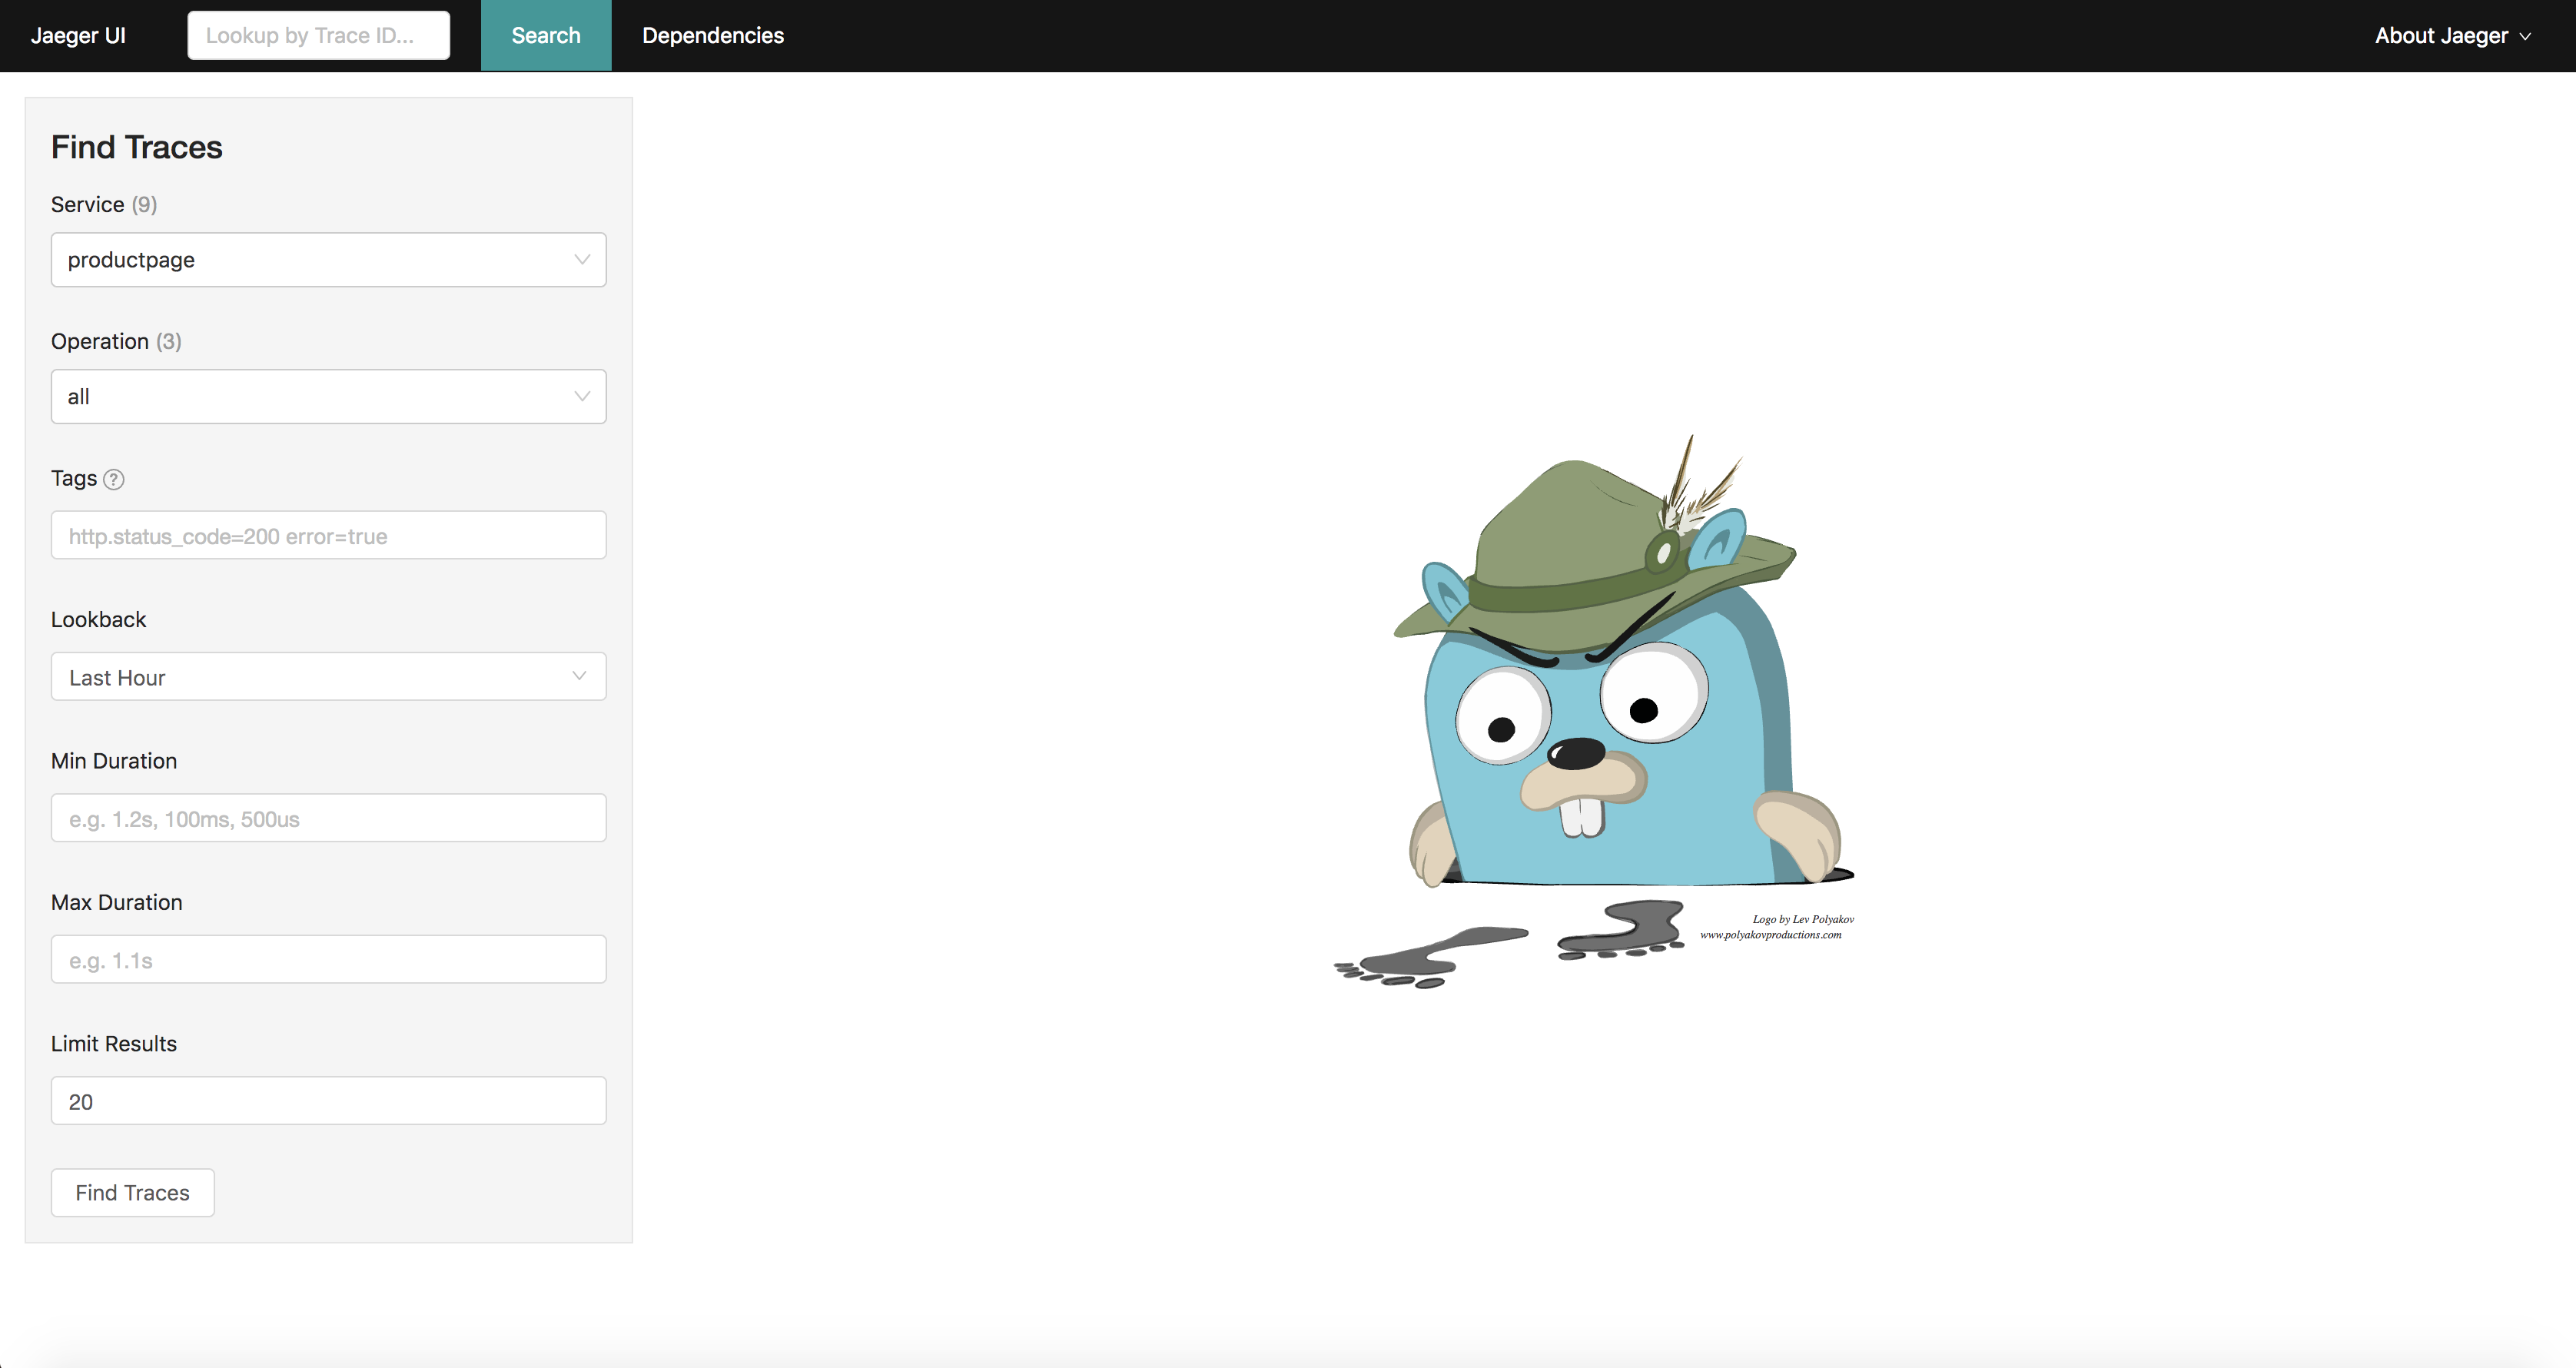 Jaeger UI
Lookup by Trace ID...
Search
Dependencies
About Jaeger
Find Traces
Service (9)
productpage
Operation (3)
all
Tags ?
http.status_code=200 error=true
Lookback
Last Hour
Min Duration
e.g. 1.2s, 100ms, 500us
Max Duration
e.g. 1.1s
Limit Results
20
Find Traces
Logo by Lev Polyakov
www.polyakovproductions.com